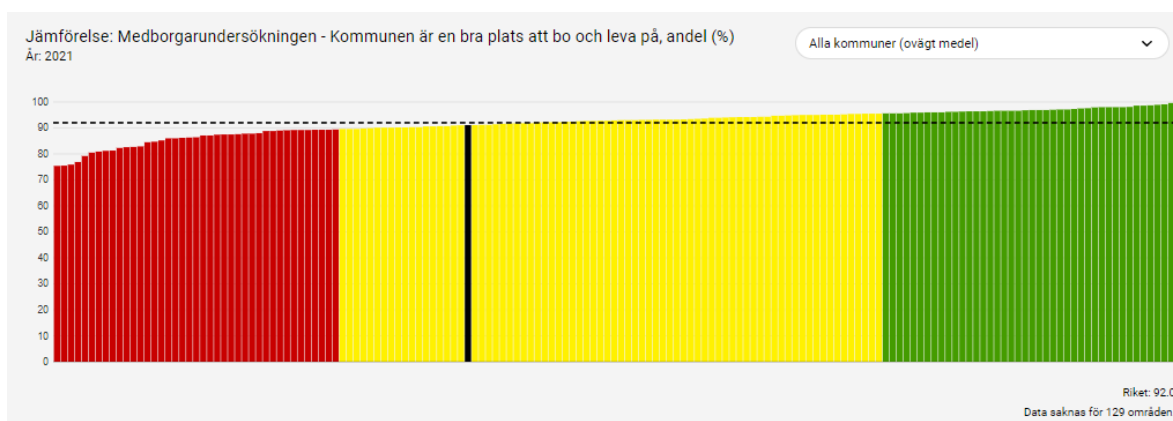 Jämförelse: Medborgarundersökningen - Kommunen är en bra plats att bo och leva på, andel (%)
År: 2021
Alla kommuner (ovägt medel)
100
90
80
70
60
50
40
30
20
10
0
Riket: 92.0
Data saknas för 129 områden